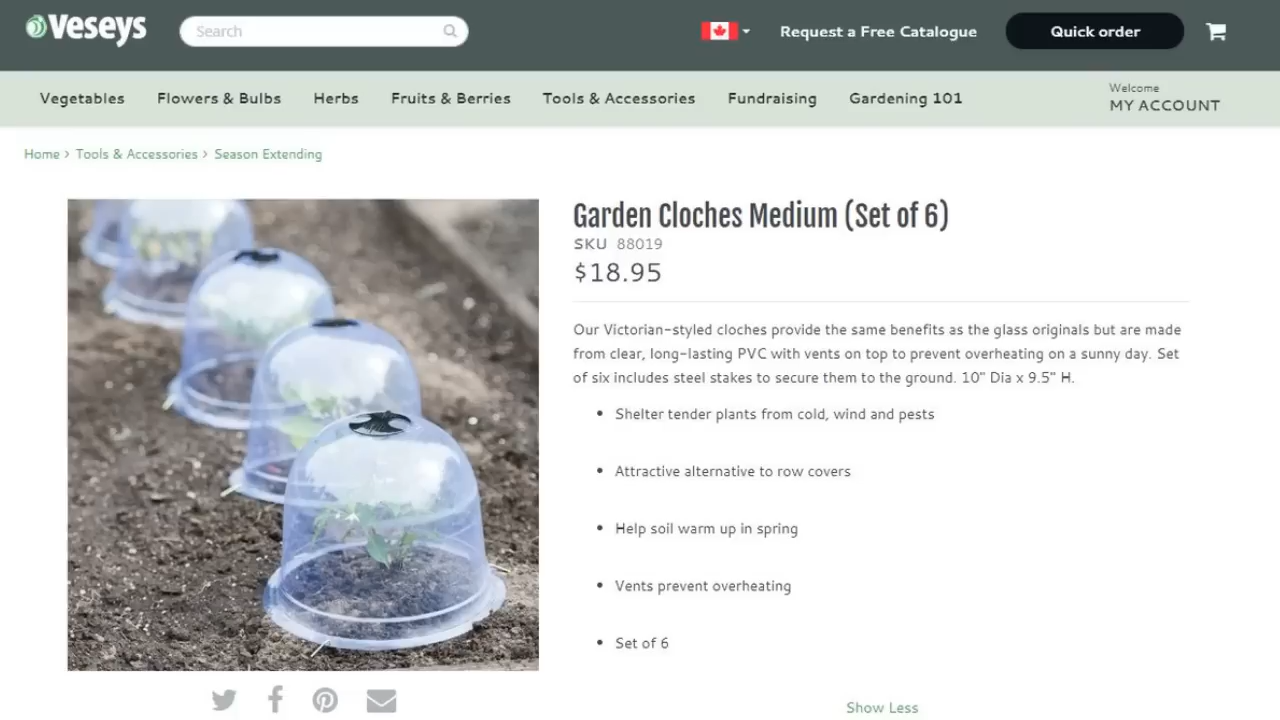 Veseys
Search
Request a Free Catalogue
Quick order
Vegetables
Flowers & Bulbs
Herbs
Fruits & Berries
Tools & Accessories
Fundraising
Gardening 101
Welcome
MY ACCOUNT
Home > Tools & Accessories > Season Extending
Garden Cloches Medium (Set of 6)
SKU 88019
$18.95
Our Victorian-styled cloches provide the same benefits as the glass originals but are made
from clear, long-lasting PVC with vents on top to prevent overheating on a sunny day. Set
of six includes steel stakes to secure them to the ground. 10" Dia x 9.5" H.
• Shelter tender plants from cold, wind and pests
• Attractive alternative to row covers
• Help soil warm up in spring
• Vents prevent overheating
• Set of 6
Show Less